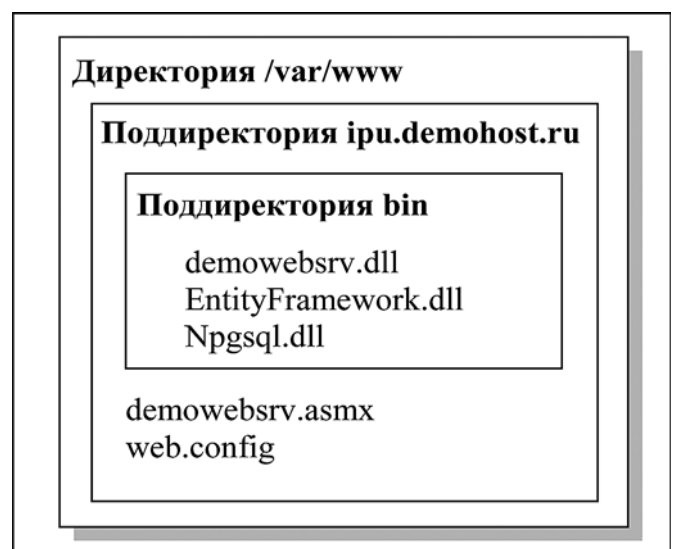 Директория /var/www
Поддиректория ipu.demohost.ru
Поддиректория bin
demowebsrv.dll
EntityFramework.dll
Npgsql.dll
demowebsrv.asmx
web.config